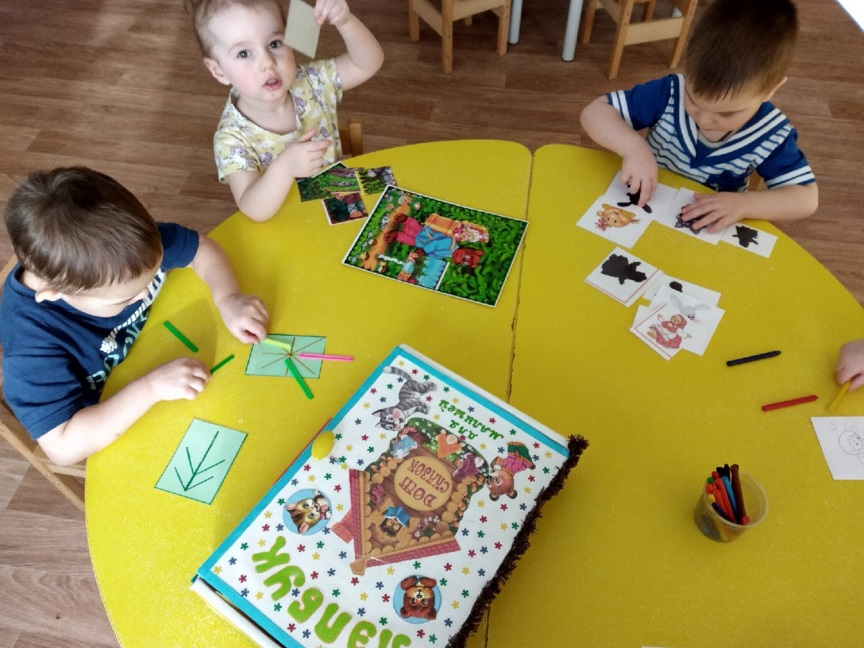 для
малышей
Дом
сказок
лэпбук